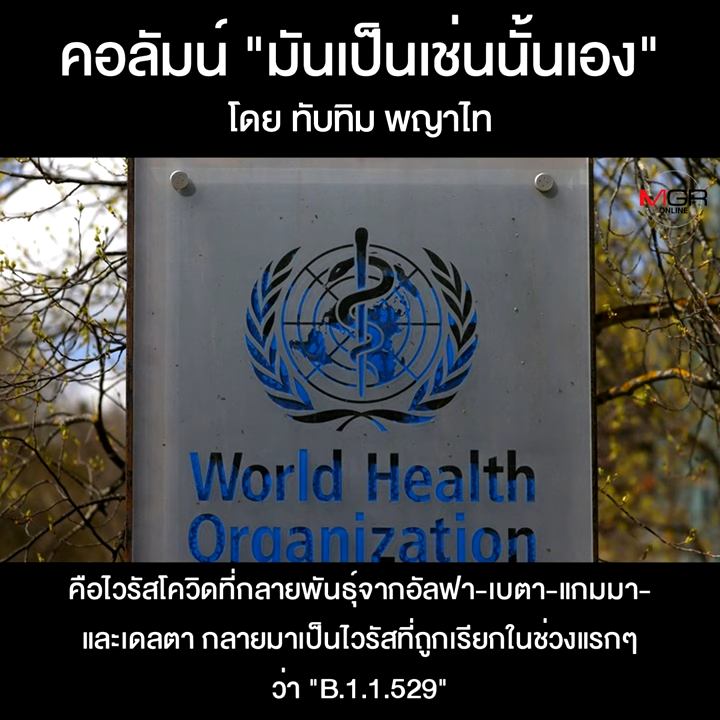 คอลัมน์ "มันเป็นเช่นนั้นเอง"
โดย ทับทิม พญาไท
MGR
ONLINE
World Health
Organization
คือไวรัสโควิดที่กลายพันธุ์จากอัลฟา-เบตา-แกมมา-
และเดลตา กลายมาเป็นไวรัสที่ถูกเรียกในช่วงแรกๆ
ว่า "B.1.1.529"